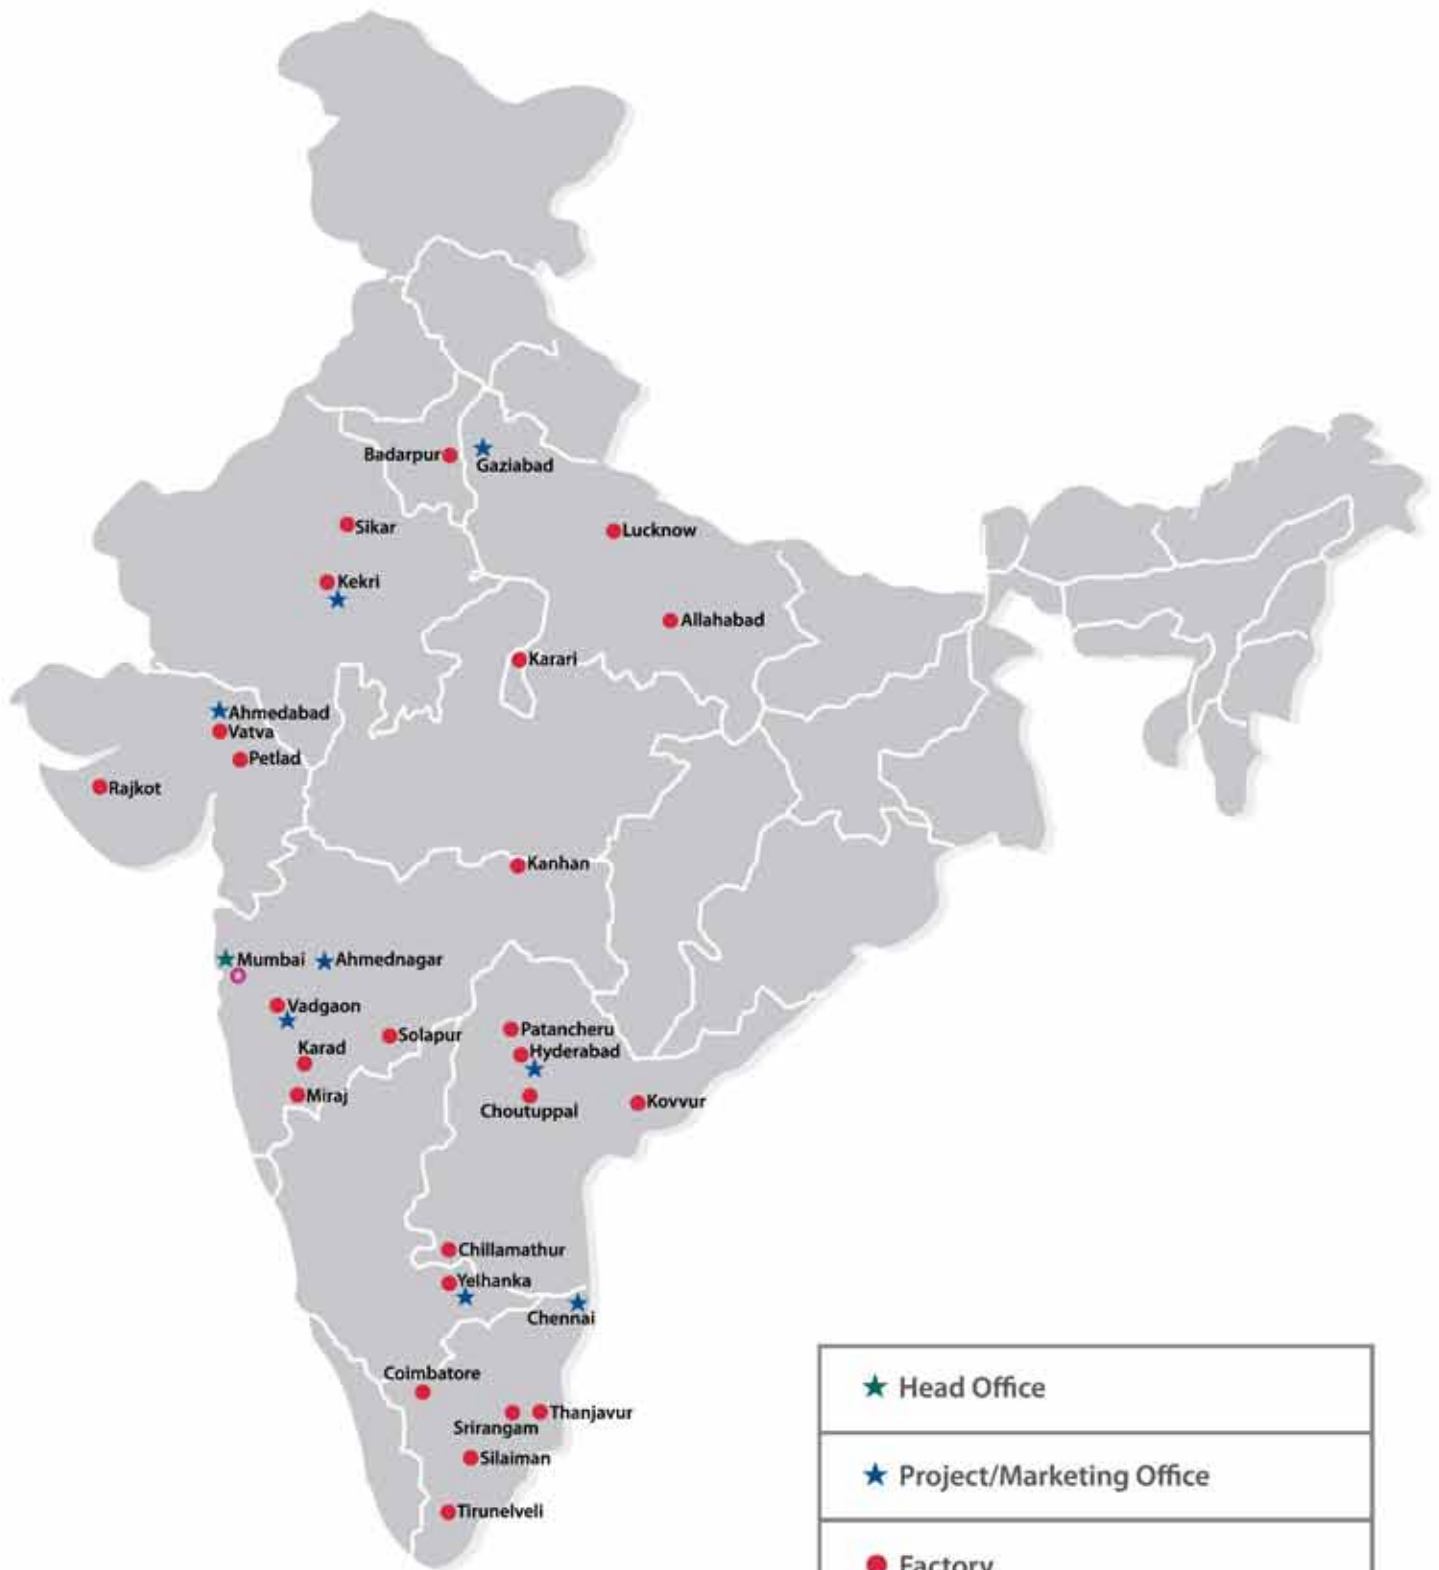 Badarpur
Gaziabad
Sikar
Lucknow
Kekri
Allahabad
Karari
Ahmedabad
Vatva
Petlad
Rajkot
Kanhan
Mumbai
Ahmednagar
Vadgaon
Solapur
Patancheru
Karad
Hyderabad
Miraj
Choutuppal
Kovvur
Chillamathur
Yelhanka
Chennai
Coimbatore
Thanjavur
Srirangam
Silaiman
Tirunelveli
Head Office
Project/Marketing Office
Factory